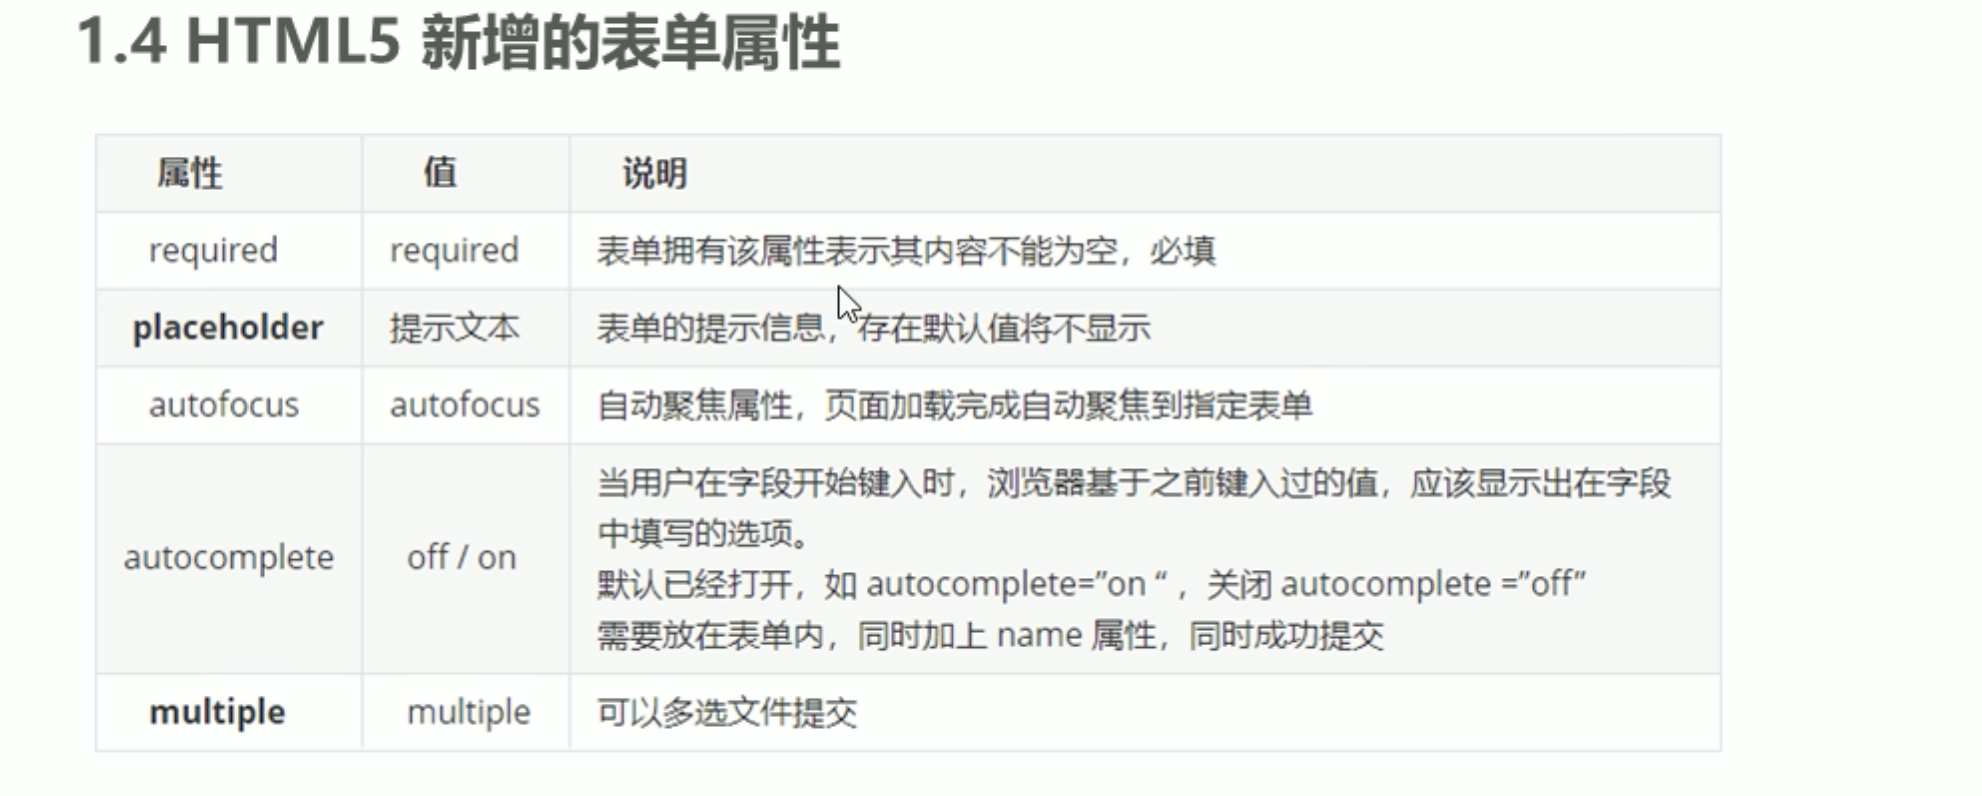 1.4 HTML5 新增的表单属性
属性 值 说明
required required 表单拥有该属性表示其内容不能为空，必填
placeholder 提示文本 表单的提示信息，存在默认值将不显示
autofocus autofocus 自动聚焦属性，页面加载完成自动聚焦到指定表单
autocomplete off / on 当用户在字段开始键入时，浏览器基于之前键入过的值，应该显示出在字段
中填写的选项。
默认已经打开，如 autocomplete=”on “ ，关闭 autocomplete =”off”
需要放在表单内，同时加上 name 属性，同时成功提交
multiple multiple 可以多选文件提交